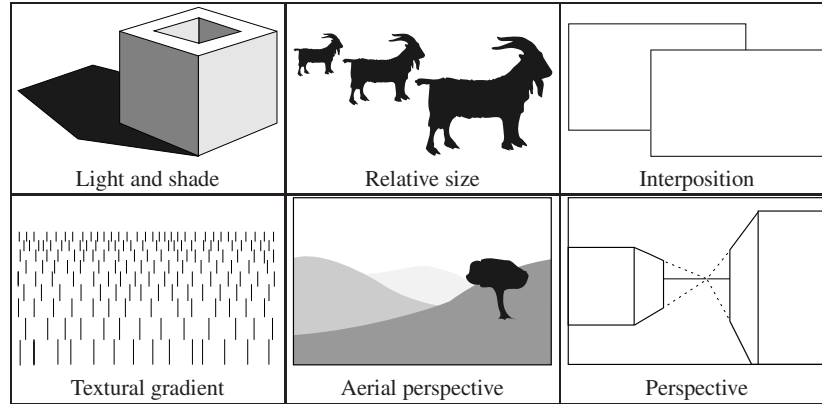 Light and shade
Relative size
Interposition
Textural gradient
Aerial perspective
Perspective